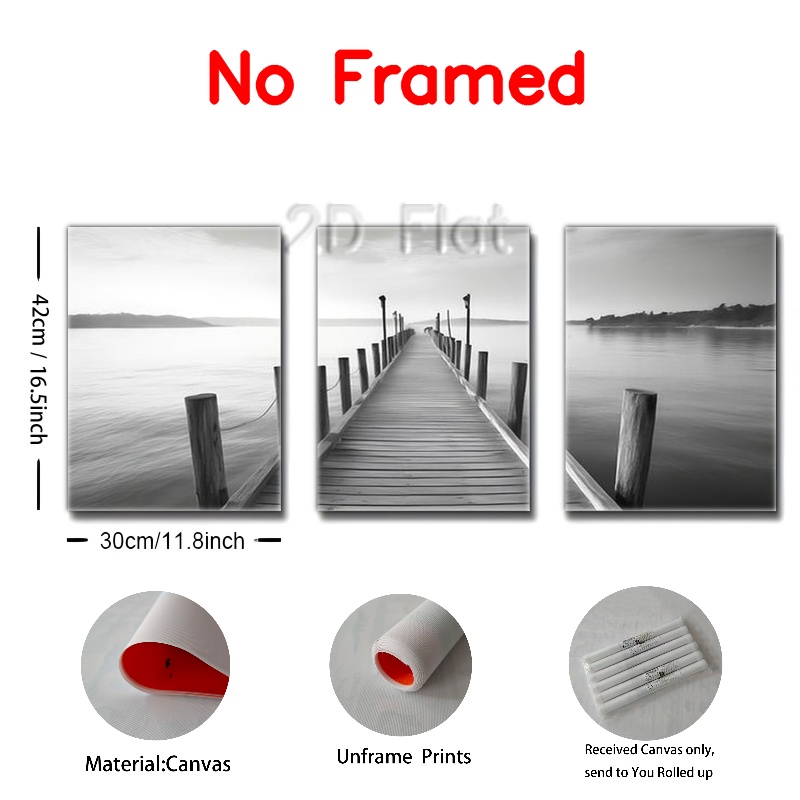 No Framed
2D Flat
42cm / 16.5inch
30cm/11.8inch
Material:Canvas
Unframe Prints
Received Canvas only,
send to You Rolled up